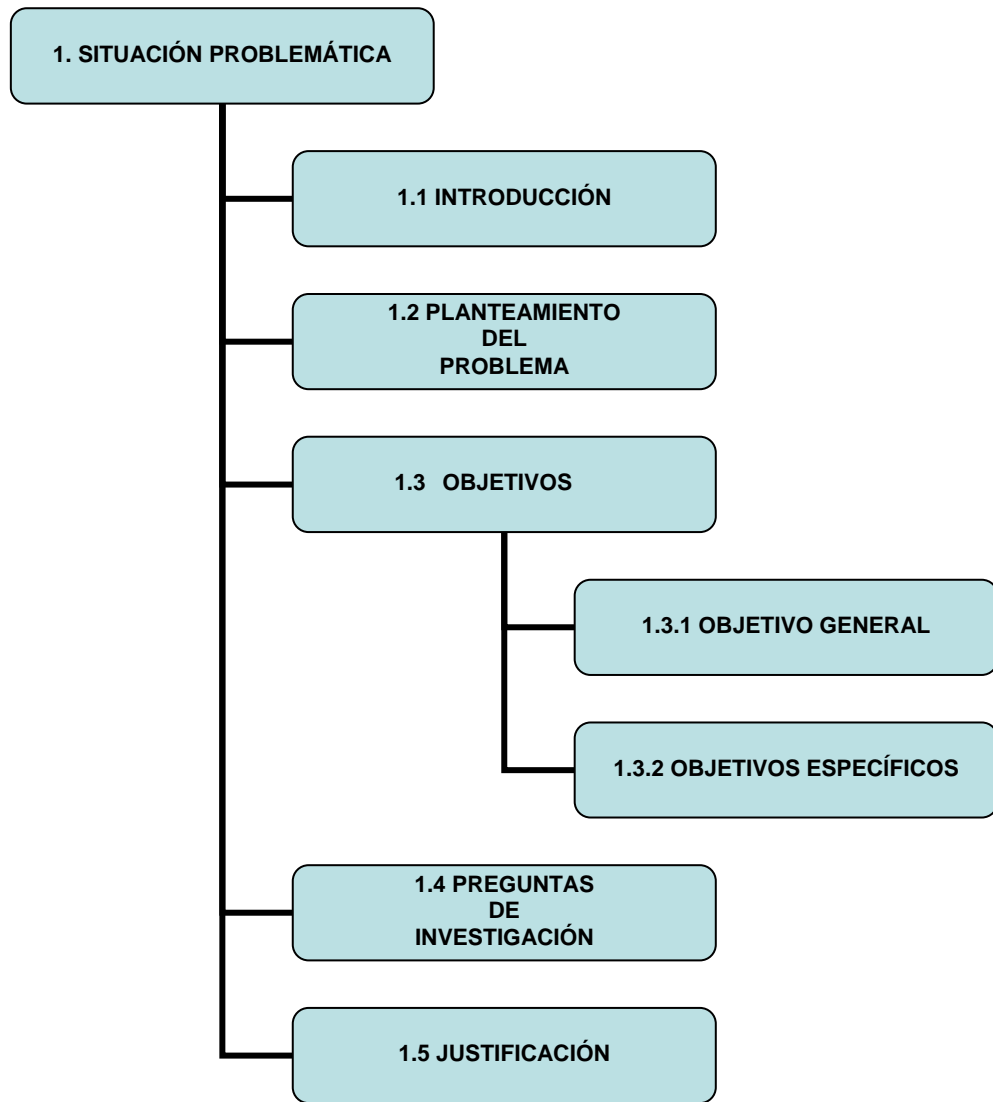 1. SITUACIÓN PROBLEMÁTICA
1.1 INTRODUCCIÓN
1.2 PLANTEAMIENTO
DEL
PROBLEMA
1.3 OBJETIVOS
1.3.1 OBJETIVO GENERAL
1.3.2 OBJETIVOS ESPECÍFICOS
1.4 PREGUNTAS
DE
INVESTIGACIÓN
1.5 JUSTIFICACIÓN